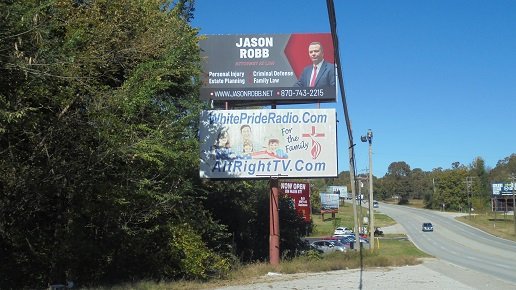 JASON
ROBB
ATTORNEY AT LAW
Personal Injury Criminal Defense
Estate Planning Family Law
WWW.JASONROBB.NET • 870-743-2215
WhitePrideRadio.Com
For
the
Family
AltRightTV.Com
NOW OPEN